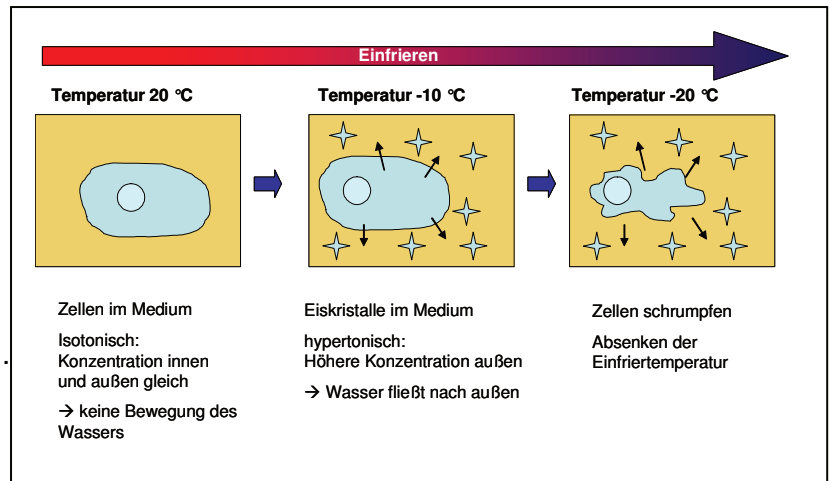 Einfrieren
Temperatur 20 °C
Temperatur -10 °C
Temperatur -20 °C
Zellen im Medium
Isotonisch:
Konzentration innen
und außen gleich
→ keine Bewegung des
Wassers
Eiskristalle im Medium
hypertonisch:
Höhere Konzentration außen
→ Wasser fließt nach außen
Zellen schrumpfen
Absenken der
Einfriertemperatur
.